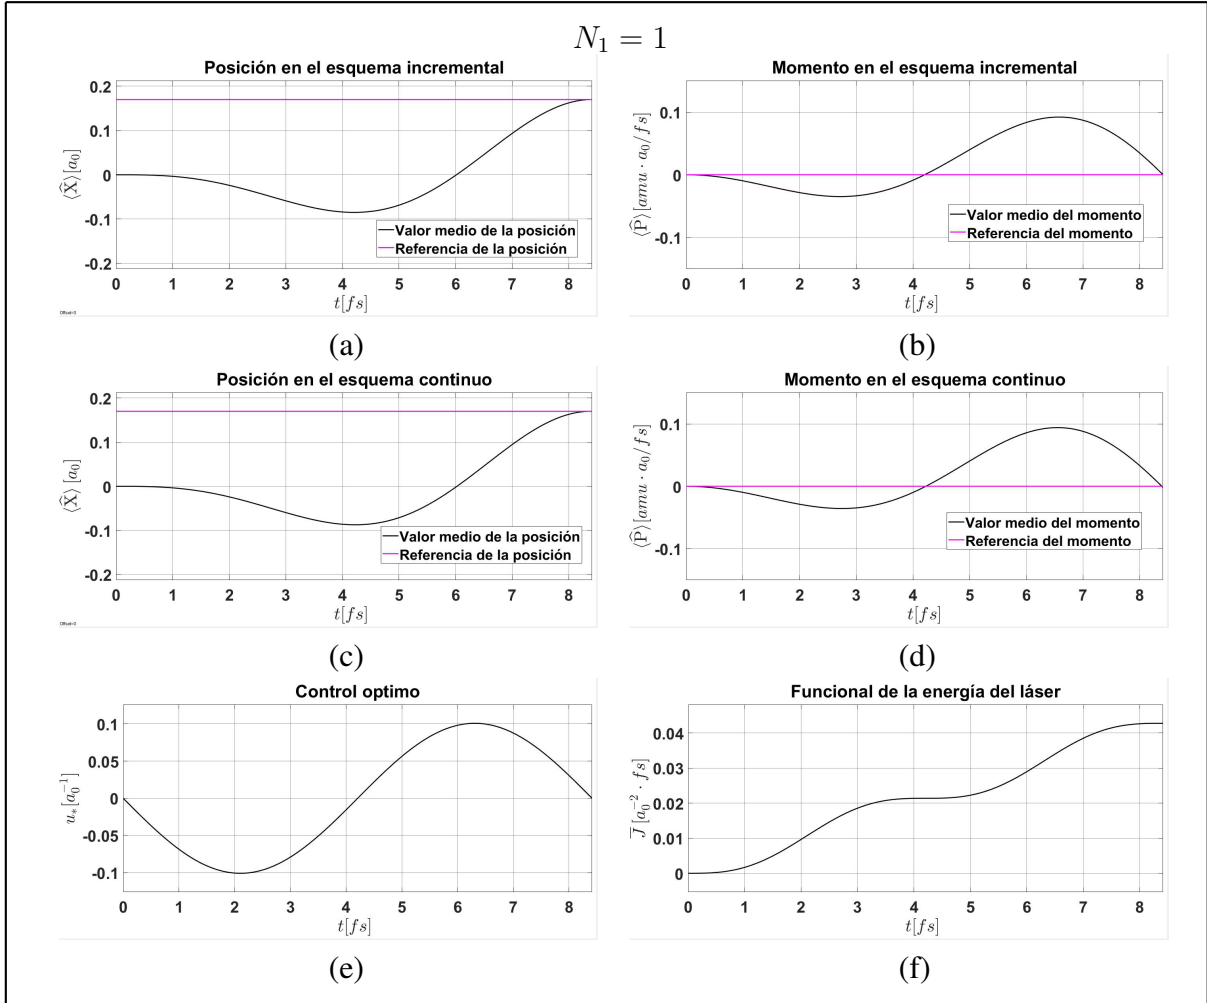 N₁ = 1
Posición en el esquema incremental
0.2
0.1
0
-0.1
-0.2
⟨X̂⟩[a₀]
Valor medio de la posición
Referencia de la posición
0 1 2 3 4 5 6 7 8
t[fs]
Offset=0
(a)
Momento en el esquema incremental
0.1
0
-0.1
⟨P̂⟩[amu · a₀/fs]
Valor medio del momento
Referencia del momento
0 1 2 3 4 5 6 7 8
t[fs]
(b)
Posición en el esquema continuo
0.2
0.1
0
-0.1
-0.2
⟨X̂⟩[a₀]
Valor medio de la posición
Referencia de la posición
0 1 2 3 4 5 6 7 8
t[fs]
Offset=0
(c)
Momento en el esquema continuo
0.1
0
-0.1
⟨P̂⟩[amu · a₀/fs]
Valor medio del momento
Referencia del momento
0 1 2 3 4 5 6 7 8
t[fs]
(d)
Control optimo
0.1
0.05
0
-0.05
-0.1
u∗[a₀⁻¹]
0 1 2 3 4 5 6 7 8
t[fs]
(e)
Funcional de la energía del láser
0.04
0.03
0.02
0.01
0
J̅[a₀⁻² · fs]
0 1 2 3 4 5 6 7 8
t[fs]
(f)